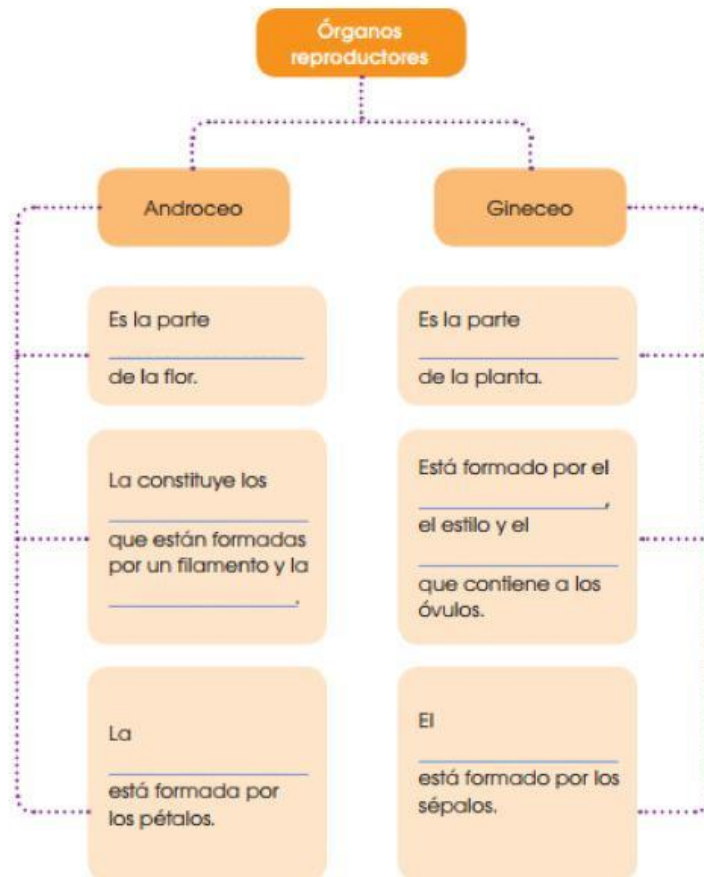 Órganos
reproductores
Androceo
Gineceo
Es la parte
de la flor.
Es la parte
de la planta.
La constituye los
que están formadas
por un filamento y la
.
Está formado por el
,
el estilo y el
que contiene a los
óvulos.
La
está formada por
los pétalos.
El
está formado por los
sépalos.